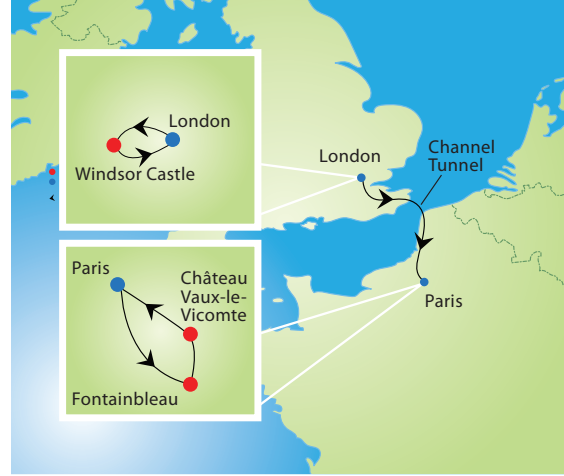 London
Windsor Castle
Paris
Château
Vaux-le-
Vicomte
Fontainbleau
London
Channel
Tunnel
Paris